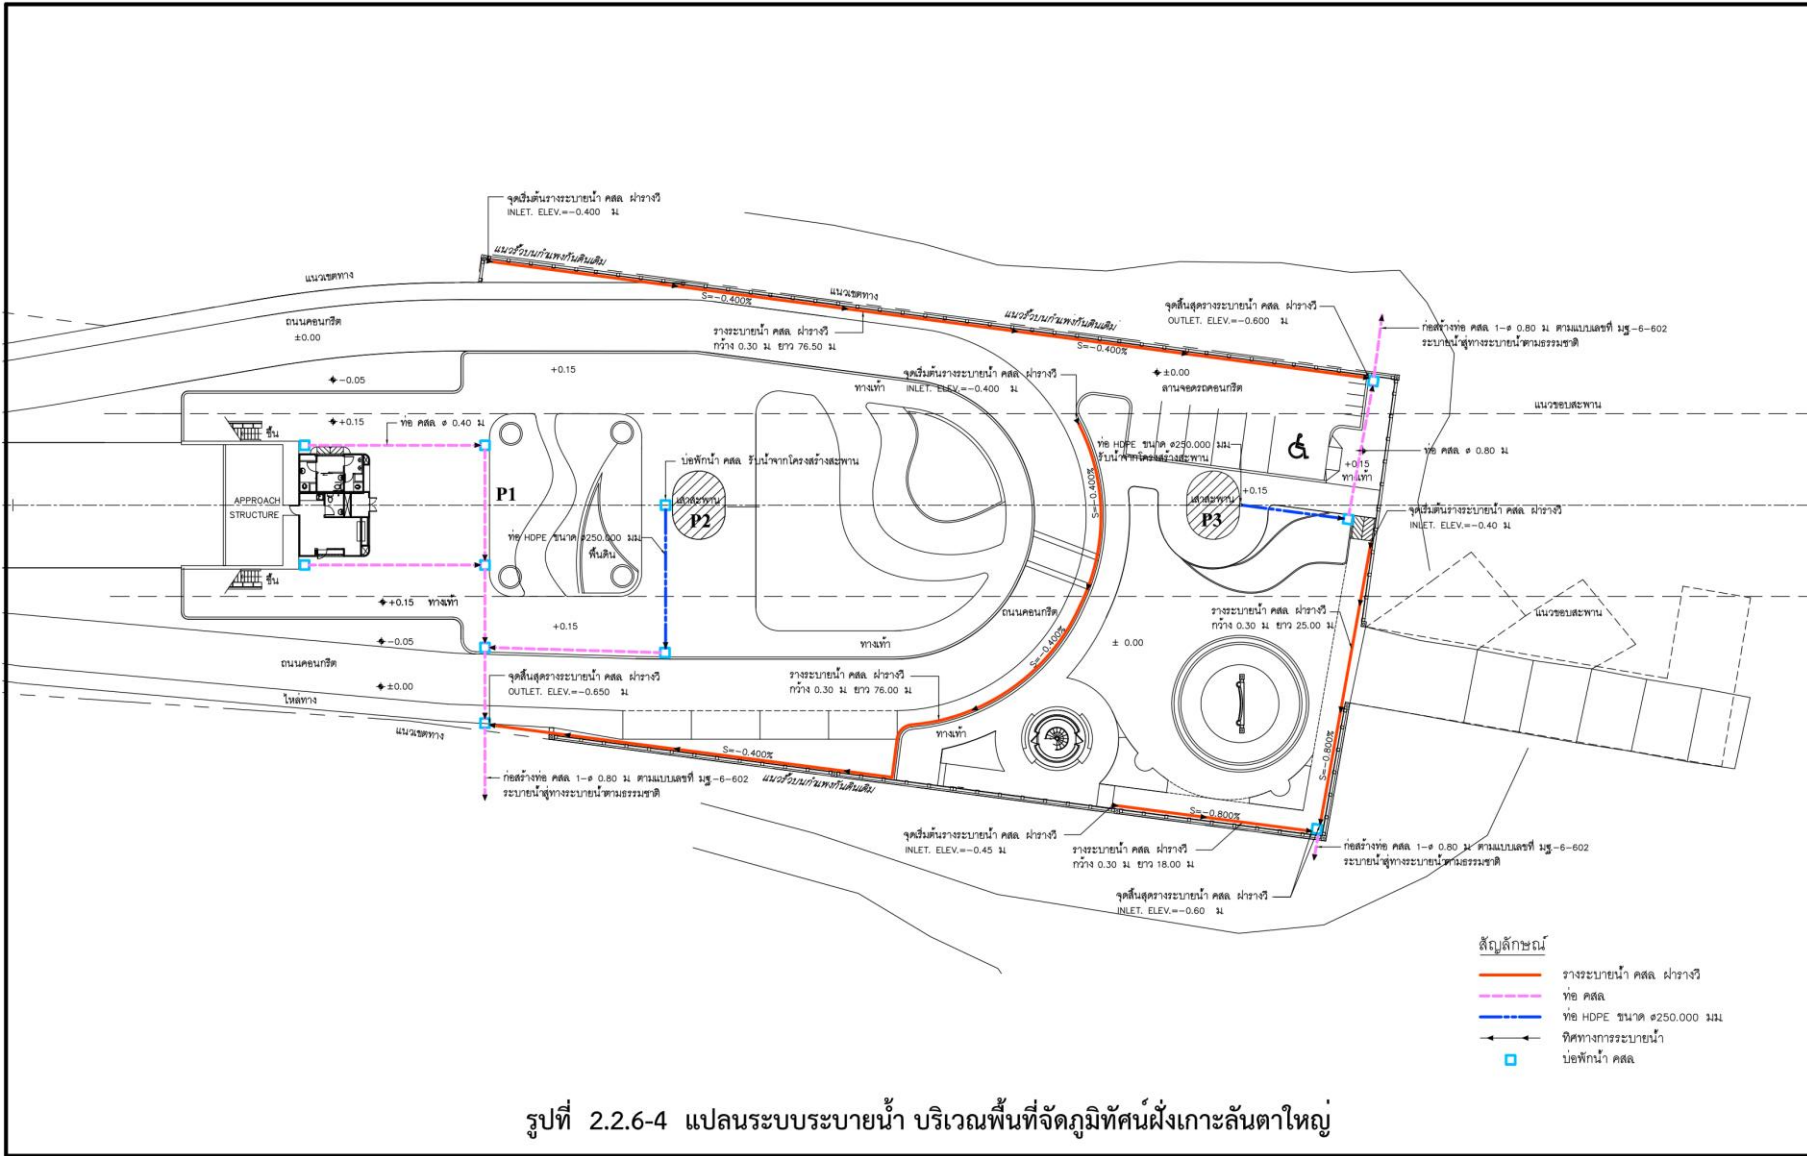 จุดเริ่มต้นรางระบายน้ำ คสล. ฝารางวี
INLET. ELEV.=-0.400 ม.
แนวรั้วบนกำแพงกันดินเดิม
แนวเขตทาง
S=-0.400%
แนวเขตทาง
แนวรั้วบนกำแพงกันดินเดิม
จุดสิ้นสุดรางระบายน้ำ คสล. ฝารางวี
OUTLET. ELEV.=-0.600 ม.
ก่อสร้างท่อ คสล. 1-ø 0.80 ม. ตามแบบเลขที่ มฐ.-6-602
ระบายน้ำสู่ทางระบายน้ำตามธรรมชาติ
ถนนคอนกรีต
±0.00
รางระบายน้ำ คสล. ฝารางวี
กว้าง 0.30 ม. ยาว 76.50 ม.
S=-0.400%
-0.05
+0.15
จุดเริ่มต้นรางระบายน้ำ คสล. ฝารางวี
INLET. ELEV.=-0.400 ม.
ทางเท้า
±0.00
ลานจอดรถคอนกรีต
แนวขอบสะพาน
+0.15
ท่อ คสล. ø 0.40 ม.
ขึ้น
ท่อ HDPE ขนาด ø250.000 มม.
รับน้ำจากโครงสร้างสะพาน
ท่อ คสล. ø 0.80 ม.
+0.15
ทางเท้า
บ่อพักน้ำ คสล. รับน้ำจากโครงสร้างสะพาน
S=-0.400%
+0.15
APPROACH
STRUCTURE
P1
เสาสะพาน
P2
เสาสะพาน
P3
จุดเริ่มต้นรางระบายน้ำ คสล. ฝารางวี
INLET. ELEV.=-0.40 ม.
ท่อ HDPE ขนาด ø250.000 มม.
พื้นดิน
ขึ้น
+0.15 ทางเท้า
ถนนคอนกรีต
รางระบายน้ำ คสล. ฝารางวี
กว้าง 0.30 ม. ยาว 25.00 ม.
แนวขอบสะพาน
+0.15
-0.05
ทางเท้า
S=-0.400%
± 0.00
ถนนคอนกรีต
±0.00
ไหล่ทาง
จุดสิ้นสุดรางระบายน้ำ คสล. ฝารางวี
OUTLET. ELEV.=-0.650 ม.
รางระบายน้ำ คสล. ฝารางวี
กว้าง 0.30 ม. ยาว 76.00 ม.
แนวเขตทาง
ทางเท้า
S=-0.400%
S=-0.800%
ก่อสร้างท่อ คสล. 1-ø 0.80 ม. ตามแบบเลขที่ มฐ.-6-602
ระบายน้ำสู่ทางระบายน้ำตามธรรมชาติ
แนวรั้วบนกำแพงกันดินเดิม
S=-0.800%
จุดเริ่มต้นรางระบายน้ำ คสล. ฝารางวี
INLET. ELEV.=-0.45 ม.
รางระบายน้ำ คสล. ฝารางวี
กว้าง 0.30 ม. ยาว 18.00 ม.
ก่อสร้างท่อ คสล. 1-ø 0.80 ม. ตามแบบเลขที่ มฐ.-6-602
ระบายน้ำสู่ทางระบายน้ำตามธรรมชาติ
จุดสิ้นสุดรางระบายน้ำ คสล. ฝารางวี
INLET. ELEV.=-0.60 ม.
สัญลักษณ์
รางระบายน้ำ คสล. ฝารางวี
ท่อ คสล.
ท่อ HDPE ขนาด ø250.000 มม.
ทิศทางการระบายน้ำ
บ่อพักน้ำ คสล.
รูปที่ 2.2.6-4 แปลนระบบระบายน้ำ บริเวณพื้นที่จัดภูมิทัศน์ฝั่งเกาะลันตาใหญ่